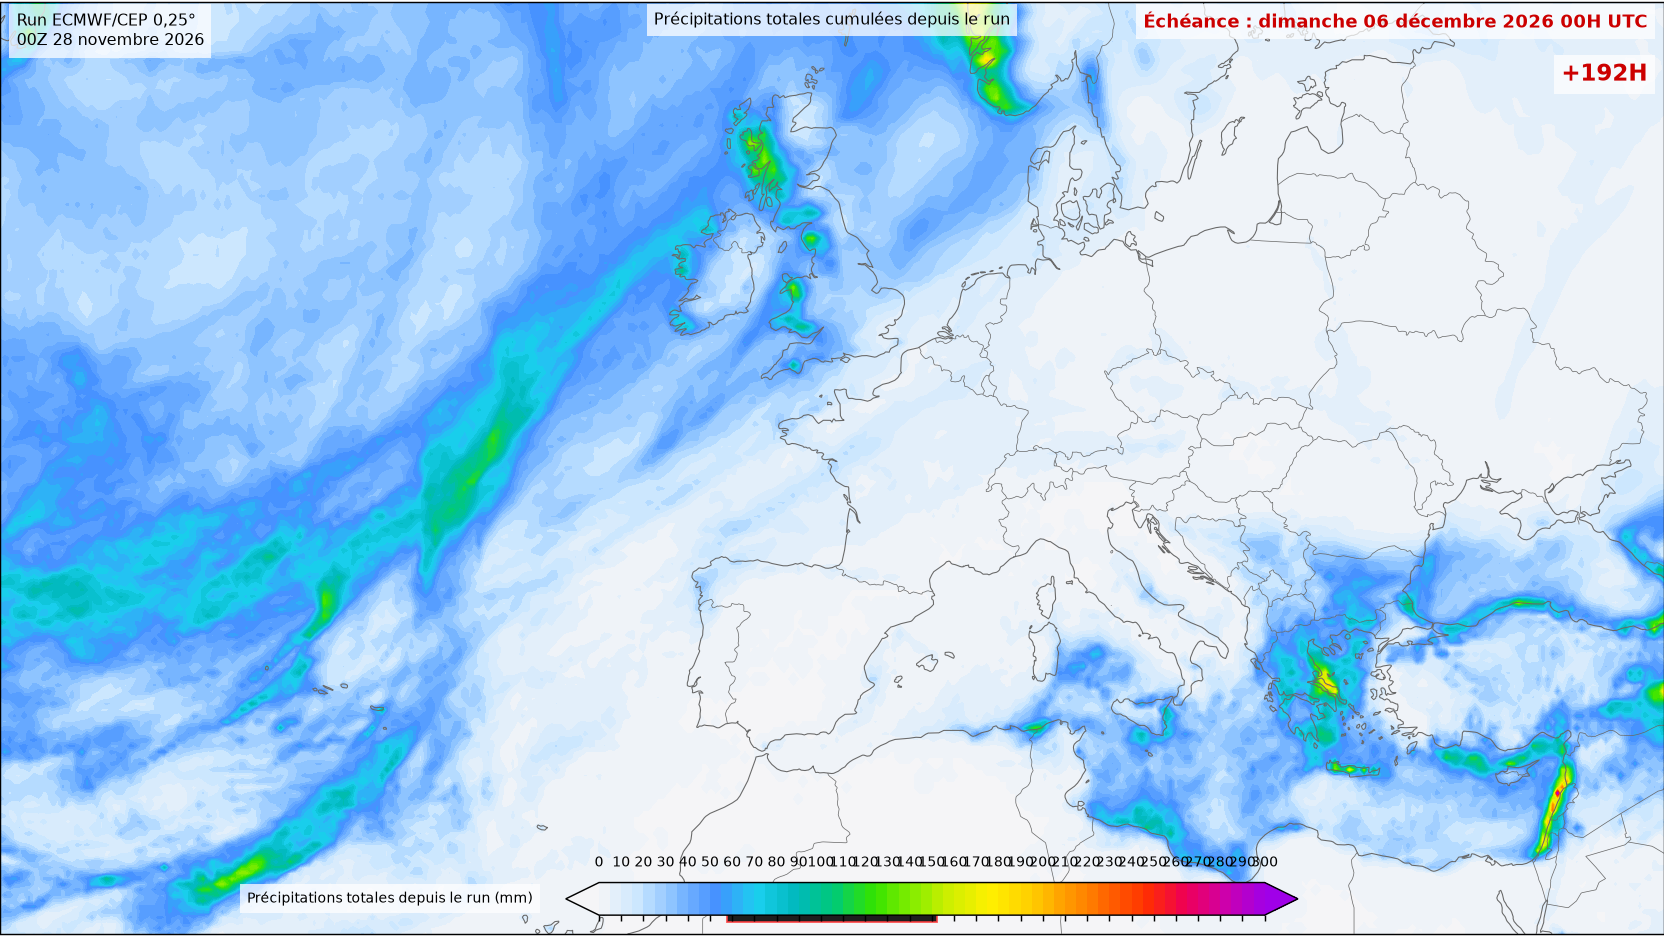 Run ECMWF/CEP 0,25°
00Z 28 novembre 2026
Précipitations totales cumulées depuis le run
Échéance : dimanche 06 décembre 2026 00H UTC
+192H
0 10 20 30 40 50 60 70 80 90 100 110 120 130 140 150 160 170 180 190 200 210 220 230 240 250 260 270 280 290 300
Précipitations totales depuis le run (mm)